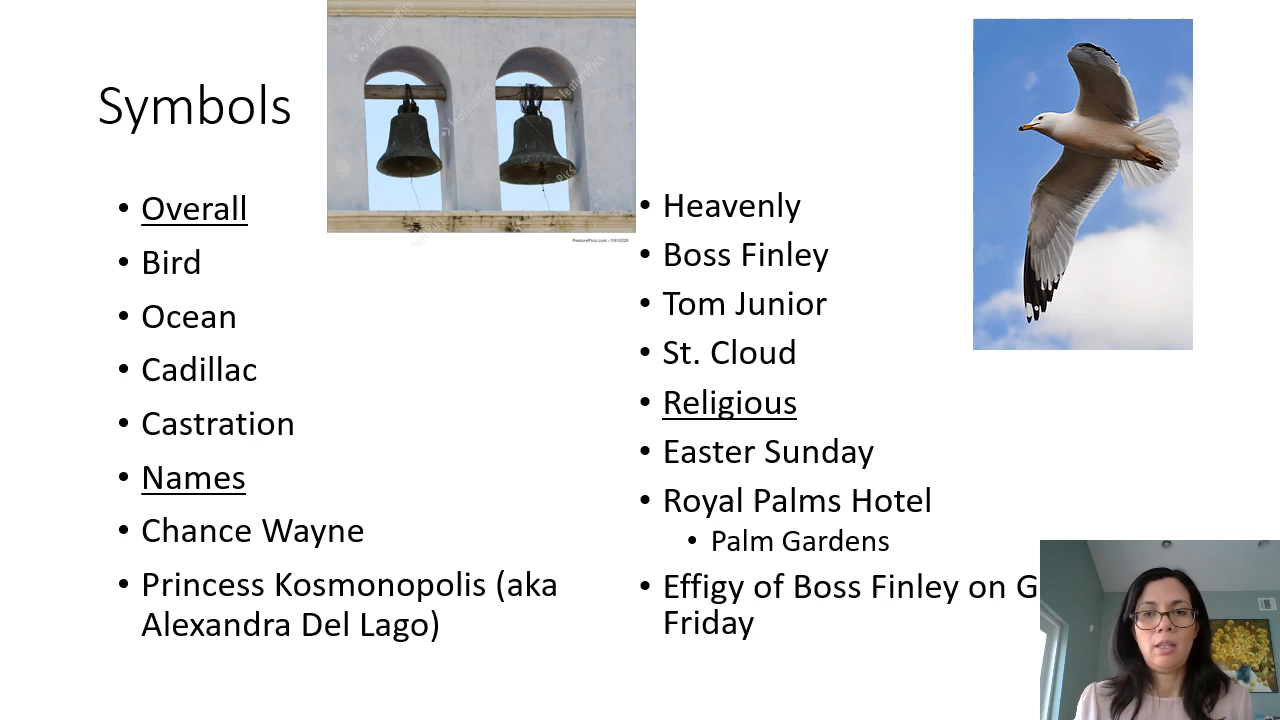 Symbols
• Overall
• Bird
• Ocean
• Cadillac
• Castration
• Names
• Chance Wayne
• Princess Kosmonopolis (aka
Alexandra Del Lago)
• Heavenly
• Boss Finley
• Tom Junior
• St. Cloud
• Religious
• Easter Sunday
• Royal Palms Hotel
• Palm Gardens
• Effigy of Boss Finley on G
Friday